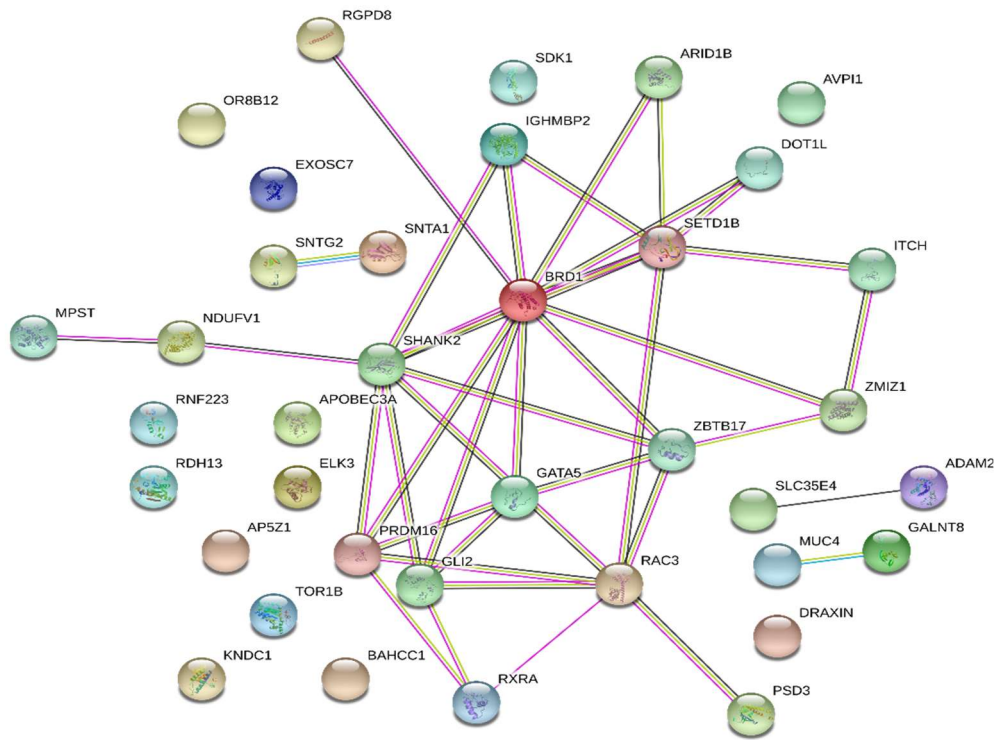 RGPD8
SDK1
ARID1B
AVPI1
OR8B12
IGHMBP2
DOT1L
EXOSC7
SNTA1
SETD1B
SNTG2
ITCH
BRD1
MPST
NDUFV1
SHANK2
ZMIZ1
RNF223
APOBEC3A
ZBTB17
RDH13
ELK3
GATA5
ADAM2
SLC35E4
AP5Z1
PRDM16
GALNT8
MUC4
GLI2
RAC3
TOR1B
DRAXIN
KNDC1
BAHCC1
RXRA
PSD3